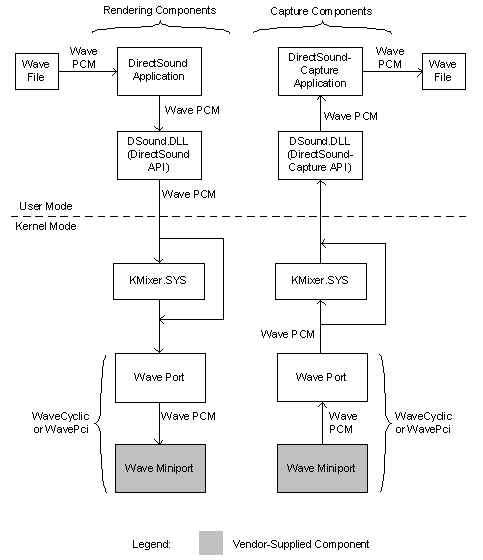 Rendering Components
Capture Components
Wave
File
Wave
PCM
DirectSound
Application
DirectSound-
Capture
Application
Wave
PCM
Wave
File
Wave PCM
Wave PCM
DSound.DLL
(DirectSound
API)
DSound.DLL
(DirectSound-
Capture API)
Wave PCM
User Mode
Kernel Mode
KMixer.SYS
KMixer.SYS
Wave PCM
Wave Port
Wave Port
WaveCyclic
or WavePci
Wave PCM
Wave
PCM
WaveCyclic
or WavePci
Wave Miniport
Wave Miniport
Legend:
Vendor-Supplied Component